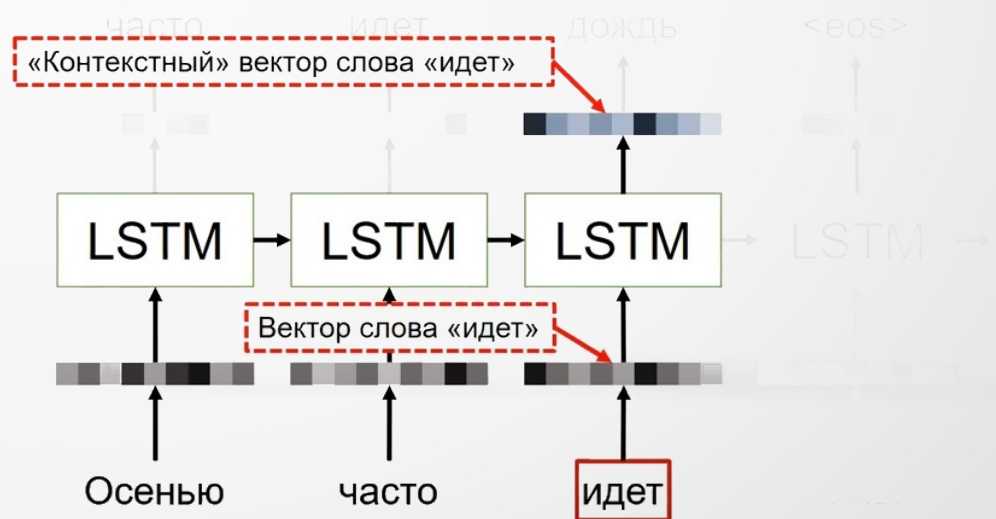 часто идет дождь <eos>
«Контекстный» вектор слова «идет»
LSTM LSTM LSTM LSTM
Вектор слова «идет»
Осенью часто идет